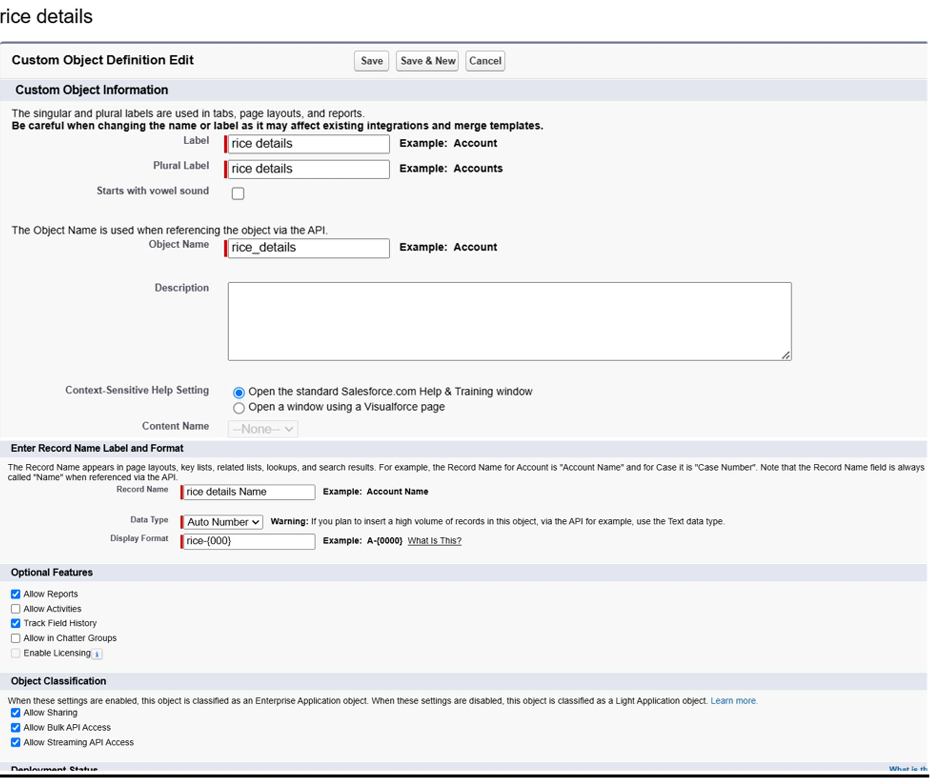 rice details
Custom Object Definition Edit Save Save & New Cancel
Custom Object Information
The singular and plural labels are used in tabs, page layouts, and reports.
Be careful when changing the name or label as it may affect existing integrations and merge templates.
Label rice details Example: Account
Plural Label rice details Example: Accounts
Starts with vowel sound
The Object Name is used when referencing the object via the API.
Object Name rice_details Example: Account
Description
Context-Sensitive Help Setting Open the standard Salesforce.com Help & Training window
Open a window using a Visualforce page
Content Name --None--
Enter Record Name Label and Format
The Record Name appears in page layouts, key lists, related lists, lookups, and search results. For example, the Record Name for Account is "Account Name" and for Case it is "Case Number". Note that the Record Name field is always
called "Name" when referenced via the API.
Record Name rice details Name Example: Account Name
Data Type Auto Number Warning: If you plan to insert a high volume of records in this object, via the API for example, use the Text data type.
Display Format rice-{000} Example: A-{0000} What Is This?
Optional Features
Allow Reports
Allow Activities
Track Field History
Allow in Chatter Groups
Enable Licensing i
Object Classification
When these settings are enabled, this object is classified as an Enterprise Application object. When these settings are disabled, this object is classified as a Light Application object. Learn more.
Allow Sharing
Allow Bulk API Access
Allow Streaming API Access
Deployment Status What is th